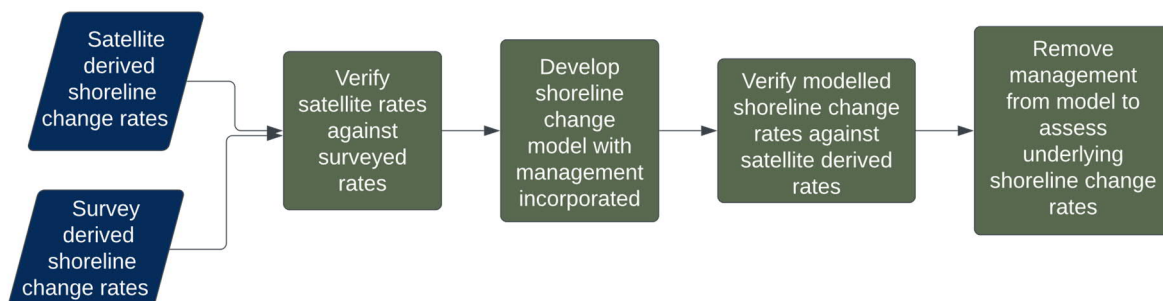 Satellite
derived
shoreline
change rates
Survey
derived
shoreline
change rates
Verify
satellite rates
against
surveyed
rates
Develop
shoreline
change
model with
management
incorporated
Verify modelled
shoreline change
rates against
satellite derived
rates
Remove
management
from model to
assess
underlying
shoreline change
rates